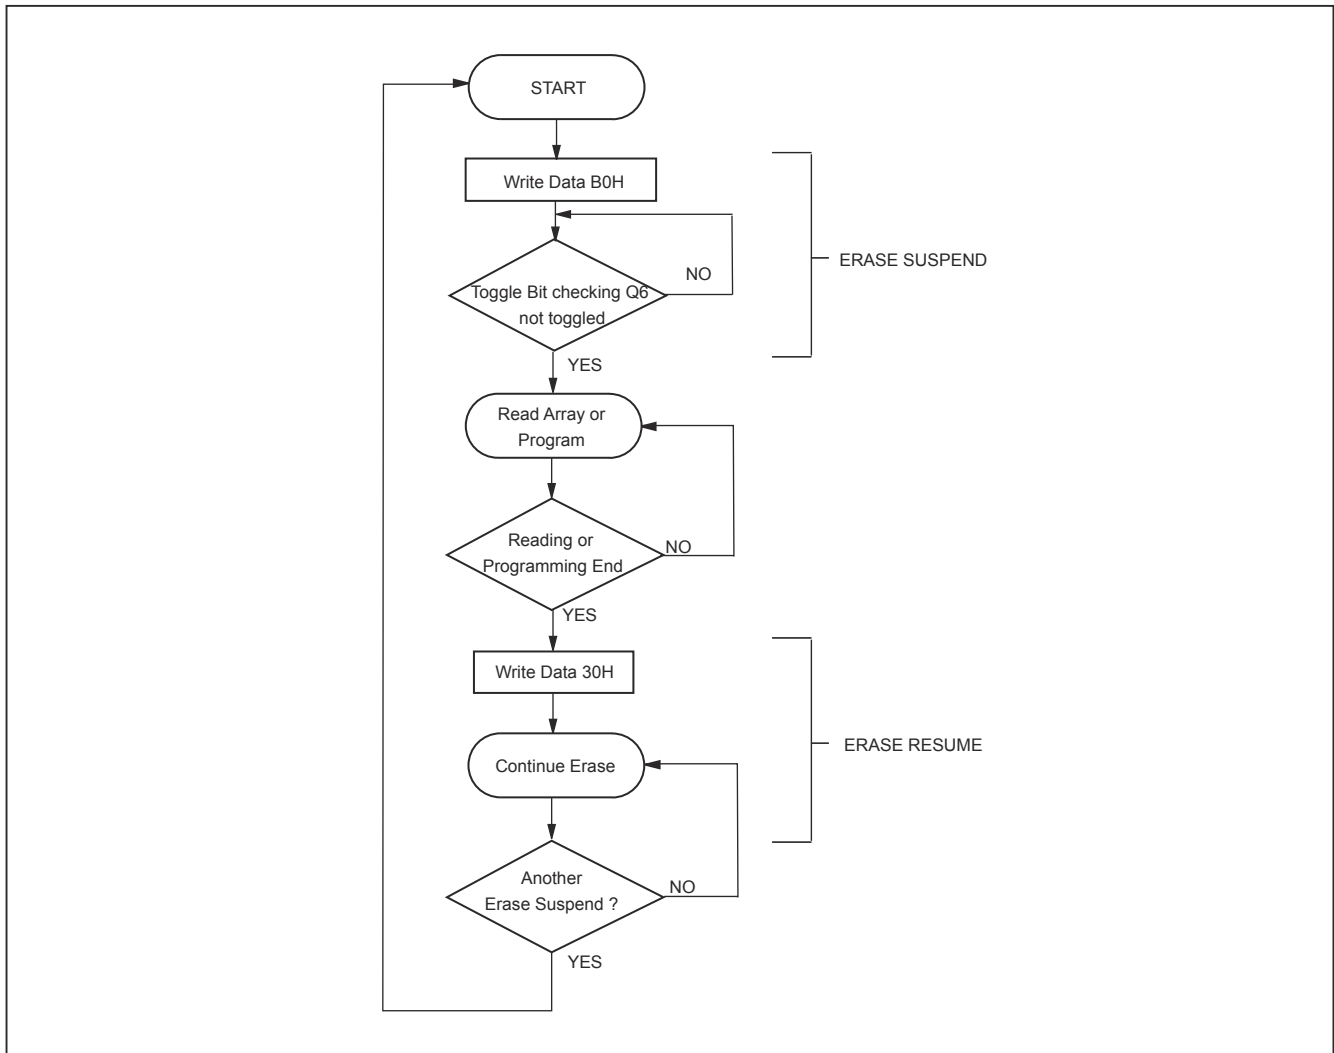 START
Write Data B0H
ERASE SUSPEND
NO
Toggle Bit checking Q6
not toggled
YES
Read Array or
Program
Reading or
Programming End
NO
YES
Write Data 30H
ERASE RESUME
Continue Erase
Another
Erase Suspend ?
NO
YES